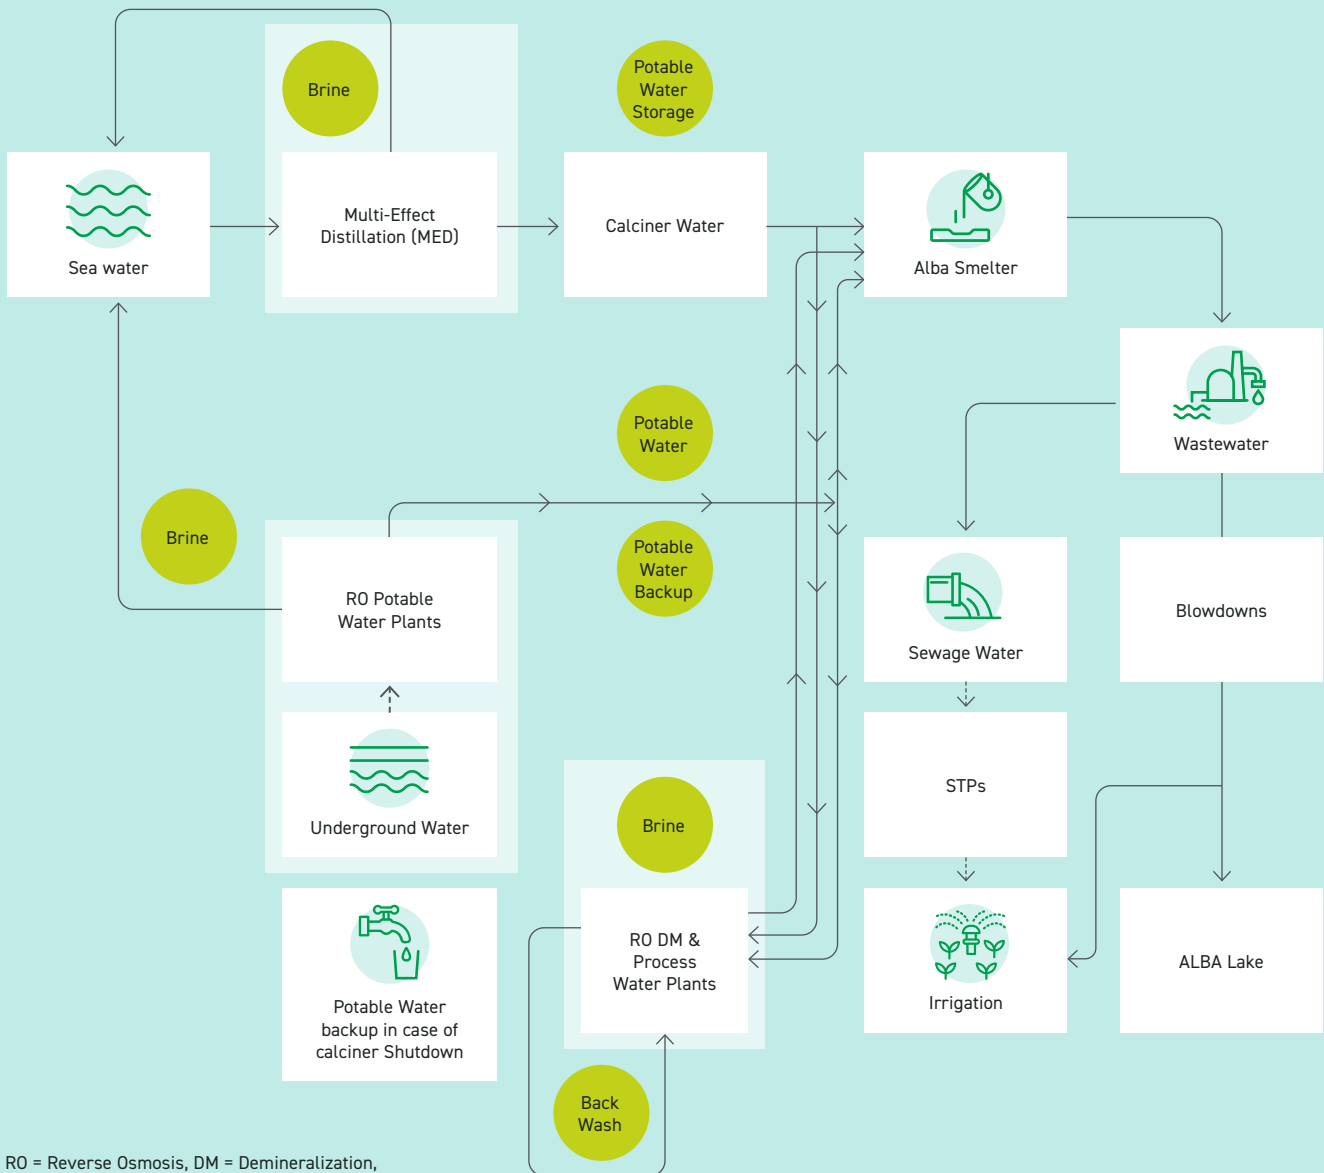 Brine
Potable
Water
Storage
Sea water
Multi-Effect
Distillation (MED)
Calciner Water
Alba Smelter
Wastewater
Potable
Water
Brine
Potable
Water
Backup
RO Potable
Water Plants
Sewage Water
Blowdowns
Underground Water
STPs
Brine
Potable Water
backup in case of
calciner Shutdown
RO DM &
Process
Water Plants
Irrigation
ALBA Lake
Back
Wash
RO = Reverse Osmosis, DM = Demineralization,